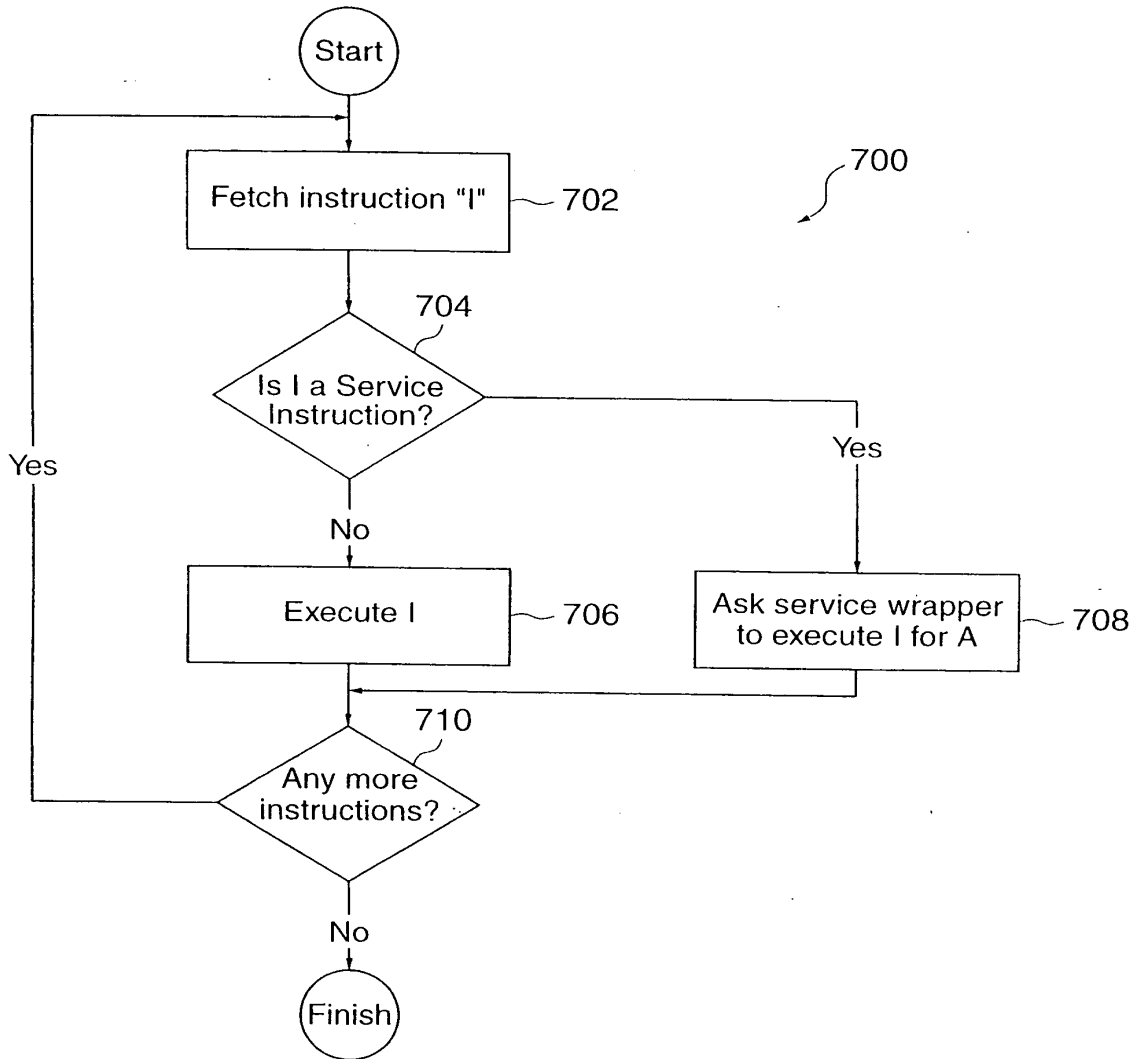 Start
700
Fetch instruction "I"
702
704
Is I a Service
Instruction?
Yes
Yes
No
Execute I
706
Ask service wrapper
to execute I for A
708
710
Any more
instructions?
No
Finish